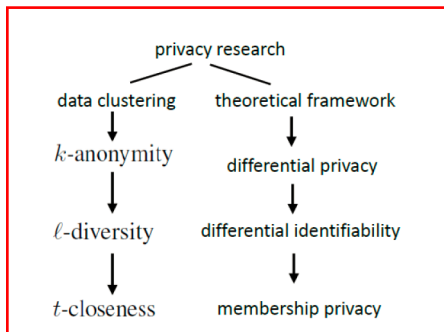 privacy research
data clustering theoretical framework
k-anonymity
differential privacy
ℓ-diversity differential identifiability
t-closeness membership privacy